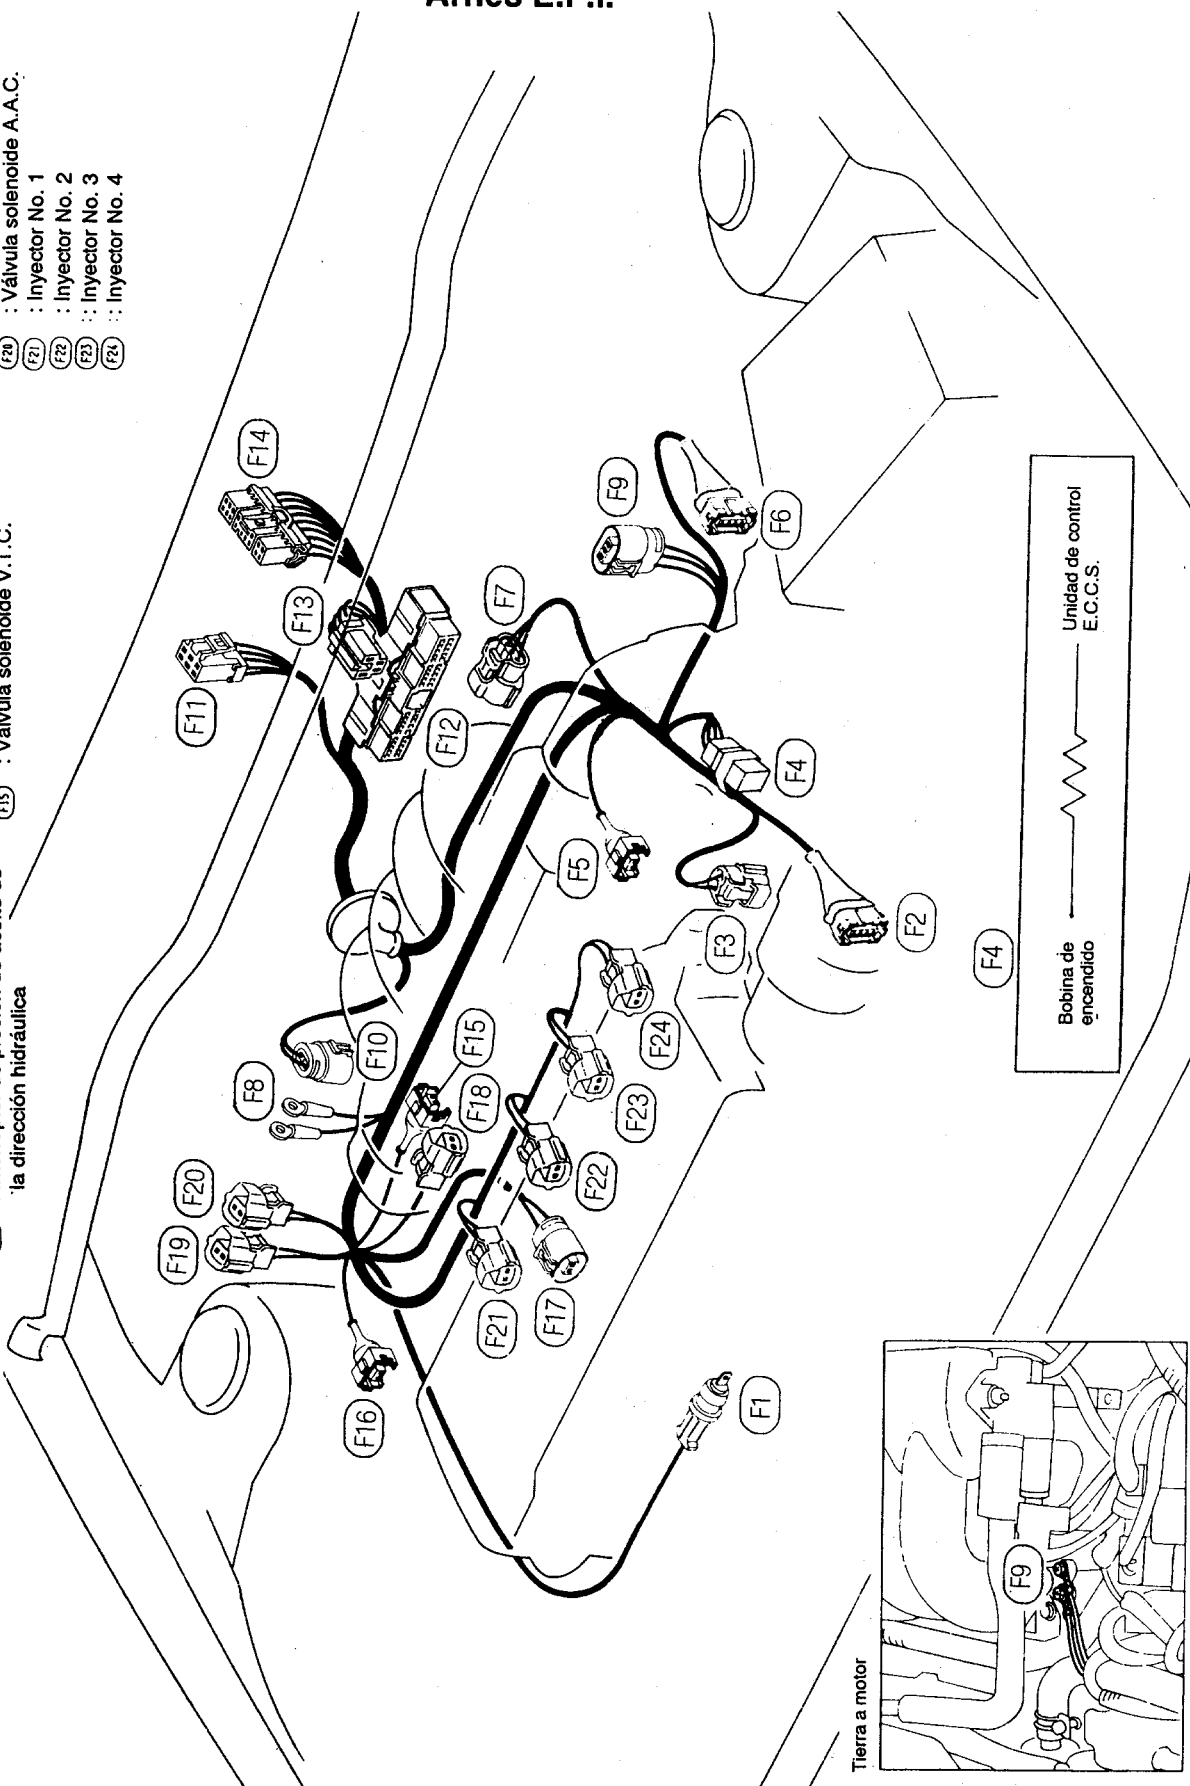 Arnés E.F.I.
la dirección hidráulica
F15 : Válvula solenoide V.T.C.
F20 : Válvula solenoide A.A.C.
F21 : Inyector No. 1
F22 : Inyector No. 2
F23 :: Inyector No. 3
F24 :: Inyector No. 4
F14
F13
F11
F12
F7
F9
F6
F4
F5
F3
F2
F10
F8
F15
F18
F20
F19
F24
F23
F22
F21
F17
F16
F1
F4
Bobina de
encendido
Unidad de control
E.C.C.S.
Tierra a motor
F9